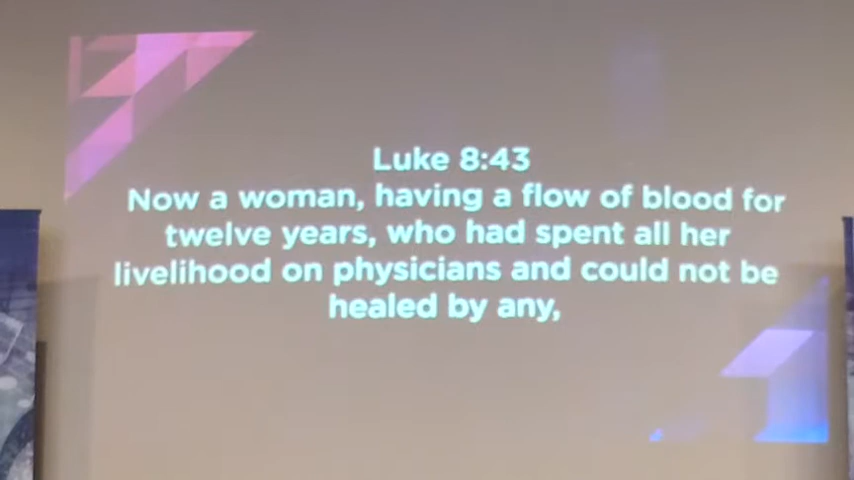 Luke 8:43
Now a woman, having a flow of blood for
twelve years, who had spent all her
livelihood on physicians and could not be
healed by any,